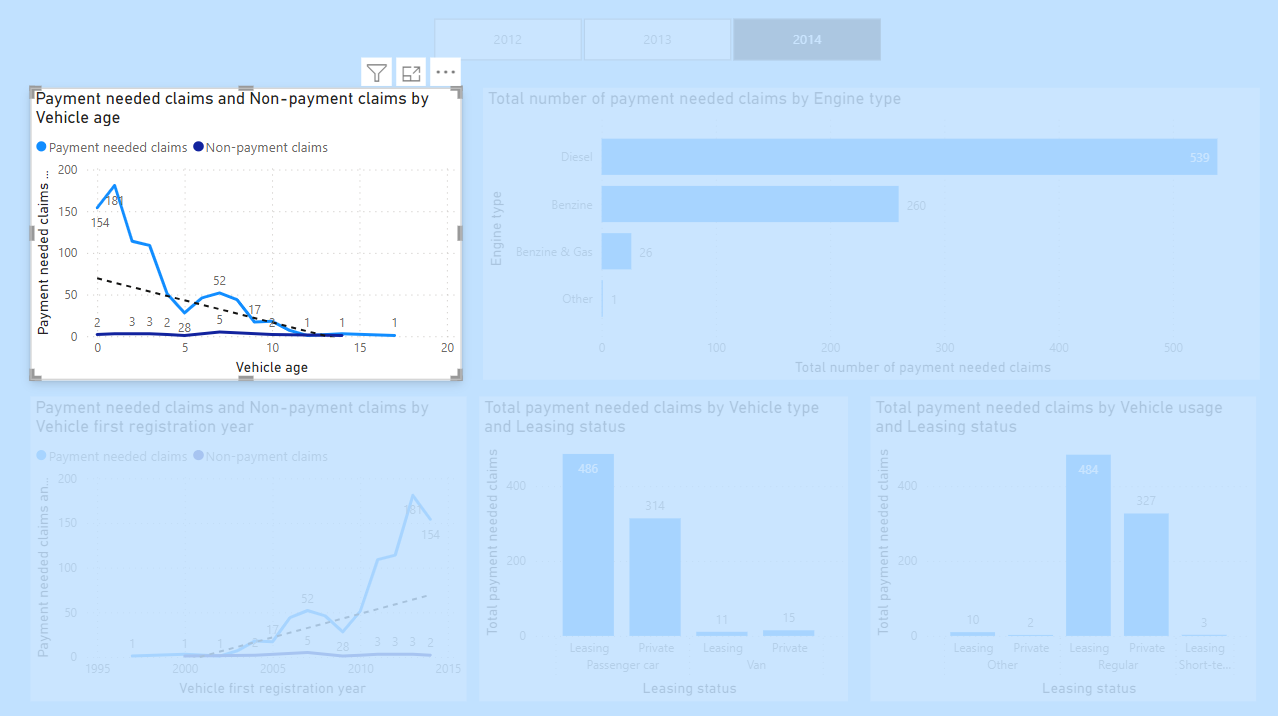 2012 2013 2014
Payment needed claims and Non-payment claims by
Vehicle age
Payment needed claims Non-payment claims
Payment needed claims ...
200
150
100
50
0
181
154
52
17
28
2 3 3 2 5 2 1 1 1
0 5 10 15 20
Vehicle age
Total number of payment needed claims by Engine type
Engine type
Diesel 539
Benzine 260
Benzine & Gas 26
Other 1
0 100 200 300 400 500
Total number of payment needed claims
Payment needed claims and Non-payment claims by
Vehicle first registration year
Payment needed claims Non-payment claims
Payment needed claims an...
200
150
100
50
0
181
154
52
17
28
1 1 1 2 5 3 3 3 2
1995 2000 2005 2010 2015
Vehicle first registration year
Total payment needed claims by Vehicle type
and Leasing status
Total payment needed claims
400
200
0
486 314 11 15
Leasing Private Leasing Private
Passenger car Van
Leasing status
Total payment needed claims by Vehicle usage
and Leasing status
Total payment needed claims
400
200
0
10 2 484 327 3
Leasing Private Leasing Private Leasing
Other Regular Short-te...
Leasing status